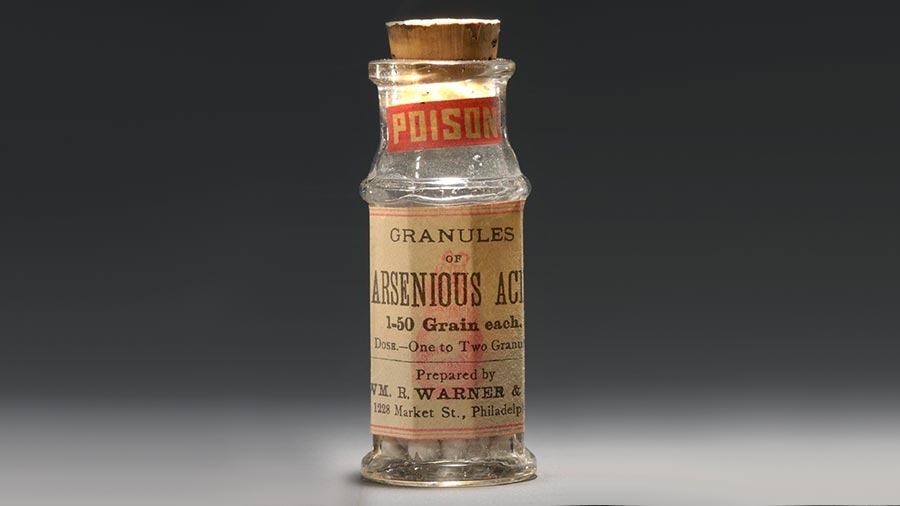 POISON
GRANULES
OF
ARSENIOUS ACI
1-50 Grain each.
DOSE.—One to Two Granu
Prepared by
WM. R. WARNER &
1228 Market St., Philadelp